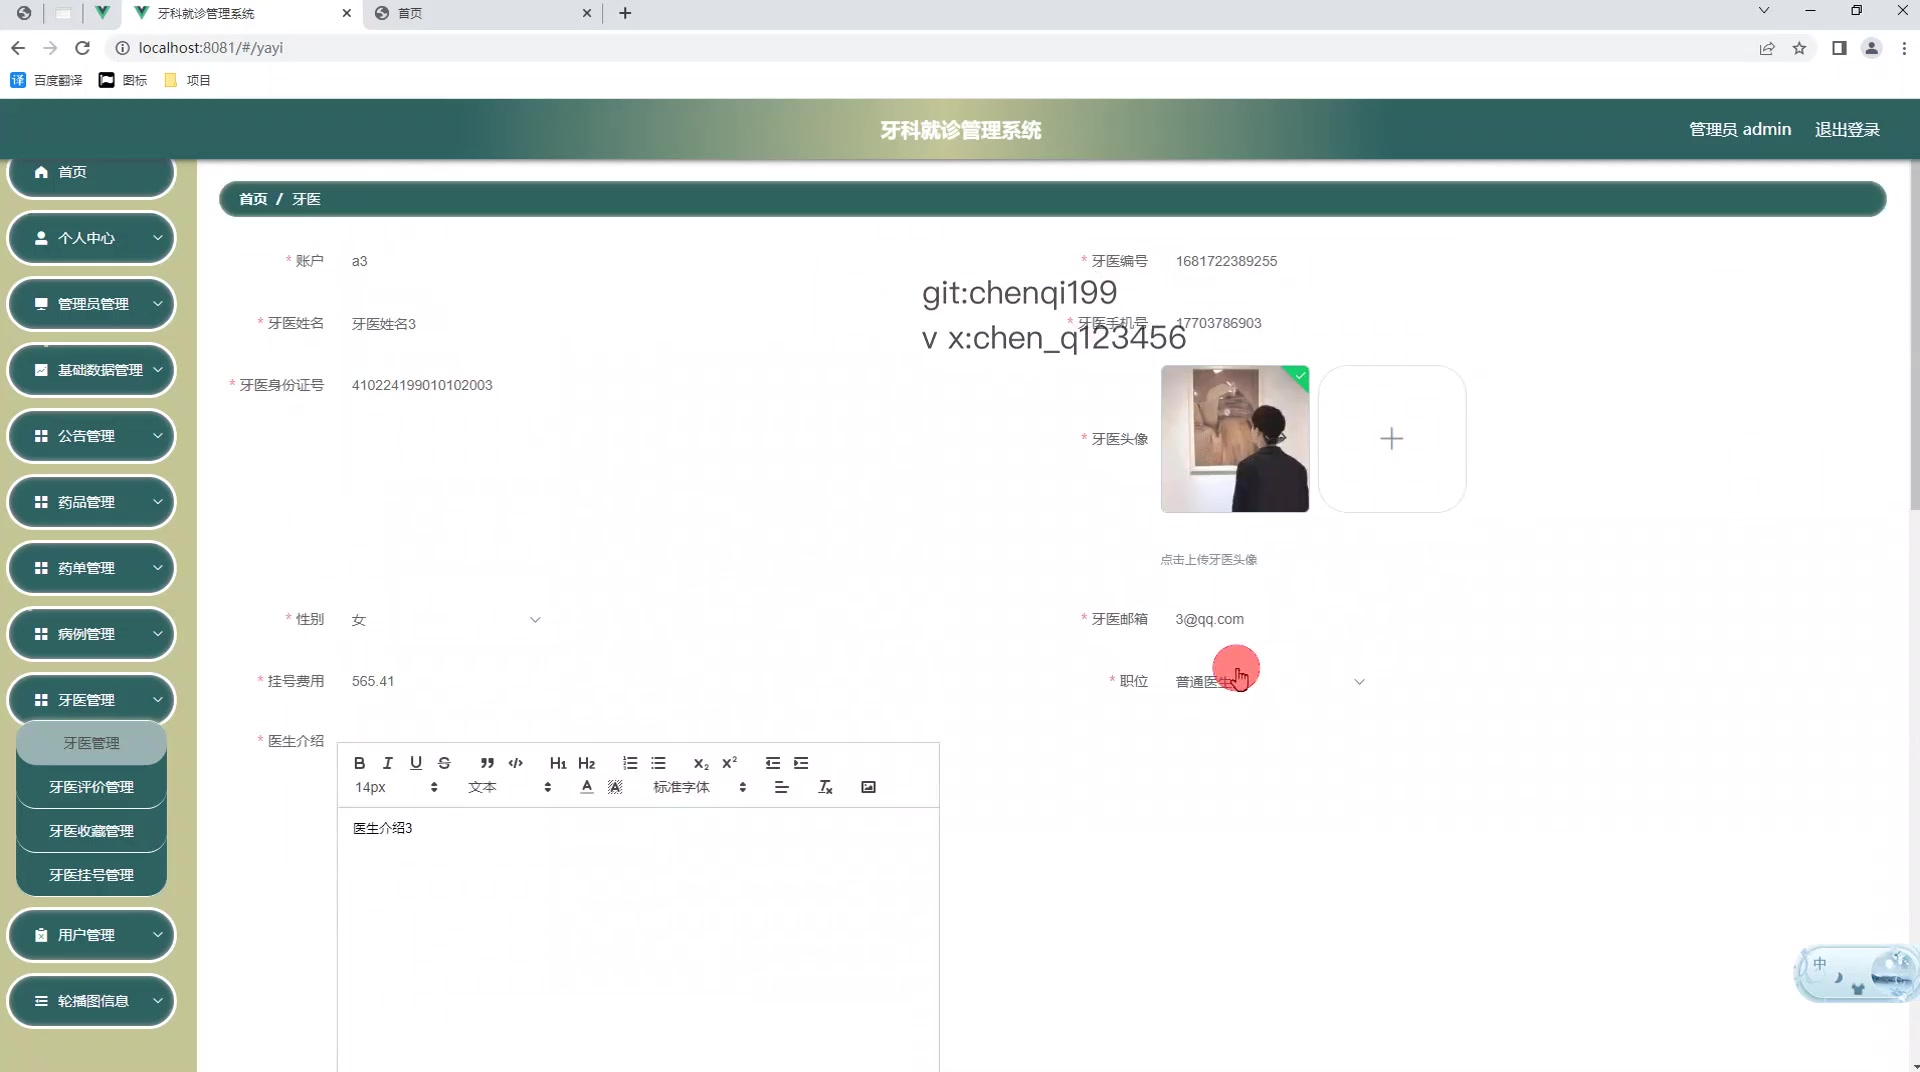 牙科就诊管理系统
首页
localhost:8081/#/yayi
百度翻译
图标
项目
牙科就诊管理系统
管理员 admin
退出登录
首页
个人中心
管理员管理
基础数据管理
公告管理
药品管理
药单管理
病例管理
牙医管理
牙医管理
牙医评价管理
牙医收藏管理
牙医挂号管理
用户管理
轮播图信息
首页 / 牙医
* 账户 a3
* 牙医编号 1681722389255
git:chenqi199
* 牙医姓名 牙医姓名3
* 牙医手机号 17703786903
v x:chen_q123456
* 牙医身份证号 410224199010102003
* 牙医头像
点击上传牙医头像
* 性别 女
* 牙医邮箱 3@qq.com
* 挂号费用 565.41
* 职位 普通医生
* 医生介绍
B I U S H1 H2 X2 X2
14px 文本 A A 标准字体 Tx
医生介绍3
译
中